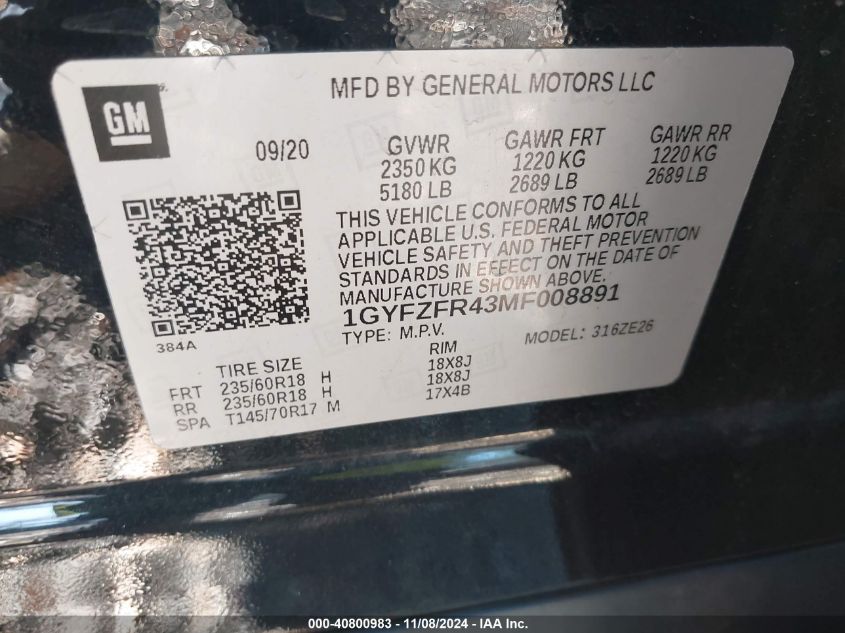 MFD BY GENERAL MOTORS LLC
GM
09/20
GVWR GAWR FRT GAWR RR
2350 KG 1220 KG 1220 KG
5180 LB 2689 LB 2689 LB
THIS VEHICLE CONFORMS TO ALL
APPLICABLE U.S. FEDERAL MOTOR
VEHICLE SAFETY AND THEFT PREVENTION
STANDARDS IN EFFECT ON THE DATE OF
MANUFACTURE SHOWN ABOVE.
1GYFZFR43MF008891
TYPE: M.P.V. MODEL: 316ZE26
384A
TIRE SIZE RIM
FRT 235/60R18 H 18X8J
RR 235/60R18 H 18X8J
SPA T145/70R17 M 17X4B
000-40800983 - 11/08/2024 - IAA Inc.